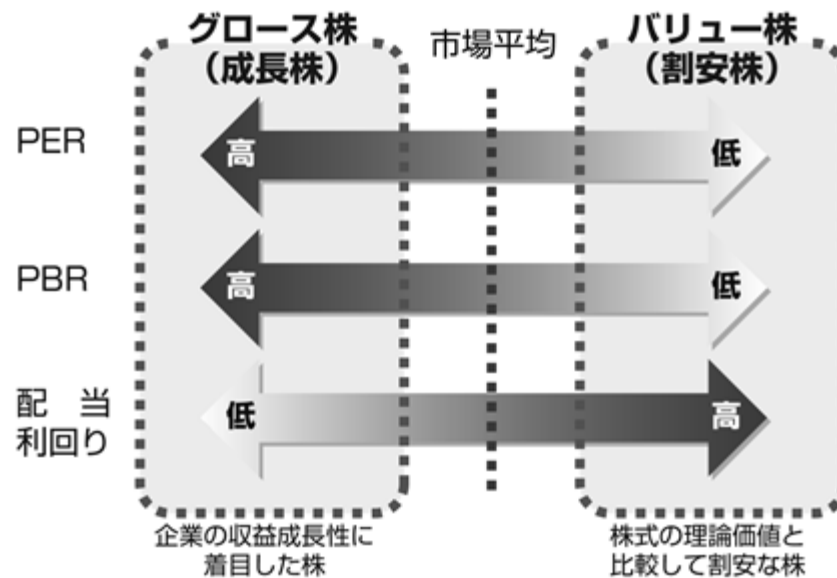 グロース株
（成長株）
市場平均
バリュー株
（割安株）
PER
高
低
PBR
高
低
配　当
利回り
低
高
企業の収益成長性に
着目した株
株式の理論価値と
比較して割安な株